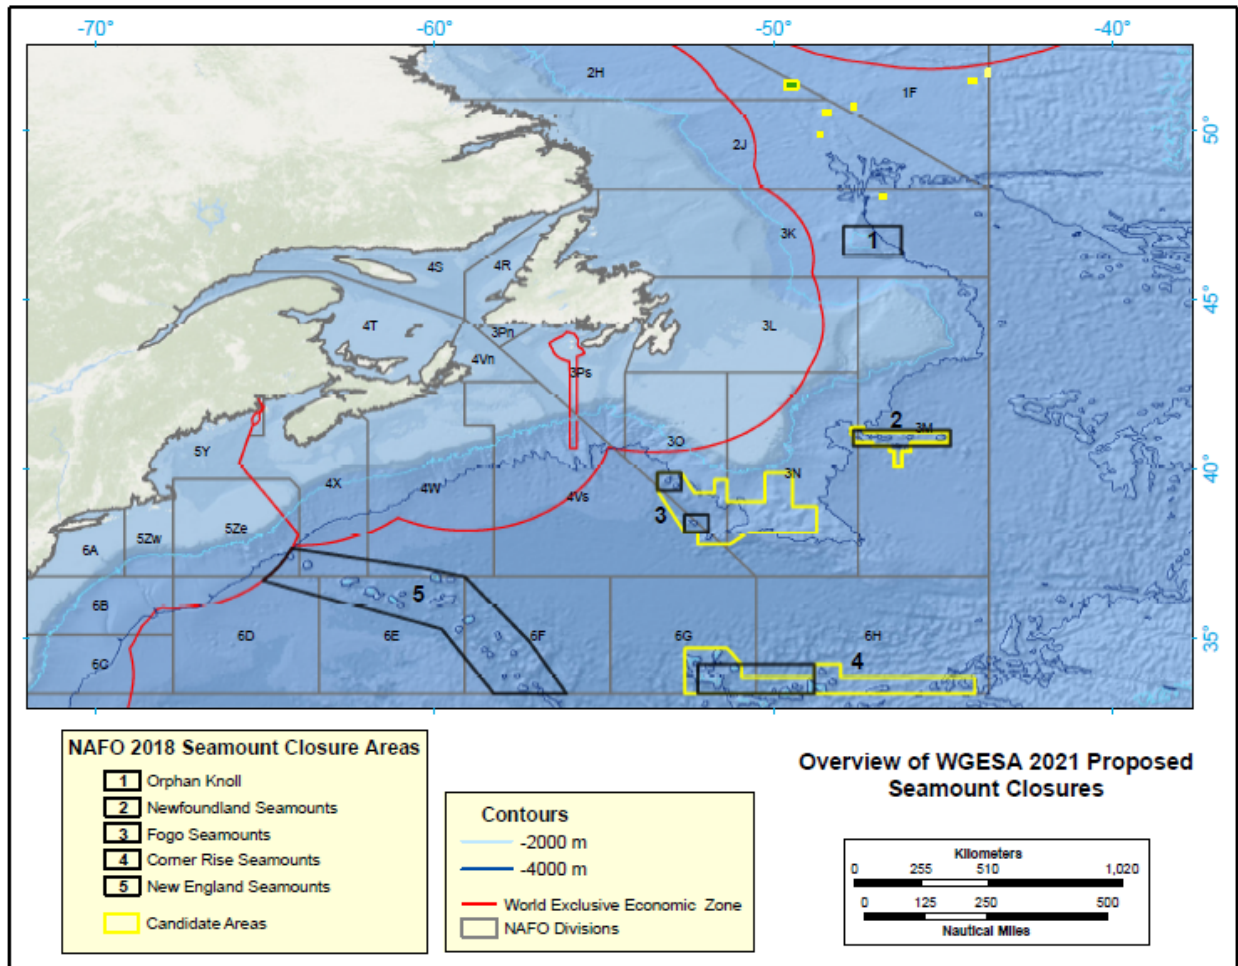 -70° -60° -50° -40°
2H
1F
50°
2J
3K
1
4S 4R
45°
4T
3L
3Pn
4Vn
3Ps
2
3M
5Y
3O
40°
3N
4X 4W
4Vs
3
5Ze
5Zw
6A
5
6B
35°
6D 6E 6F 6G 6H
4
6C
NAFO 2018 Seamount Closure Areas
1 Orphan Knoll
2 Newfoundland Seamounts
3 Fogo Seamounts
4 Corner Rise Seamounts
5 New England Seamounts
Candidate Areas
Contours
-2000 m
-4000 m
World Exclusive Economic Zone
NAFO Divisions
Overview of WGESA 2021 Proposed
Seamount Closures
Kilometers
0 255 510 1,020
0 125 250 500
Nautical Miles